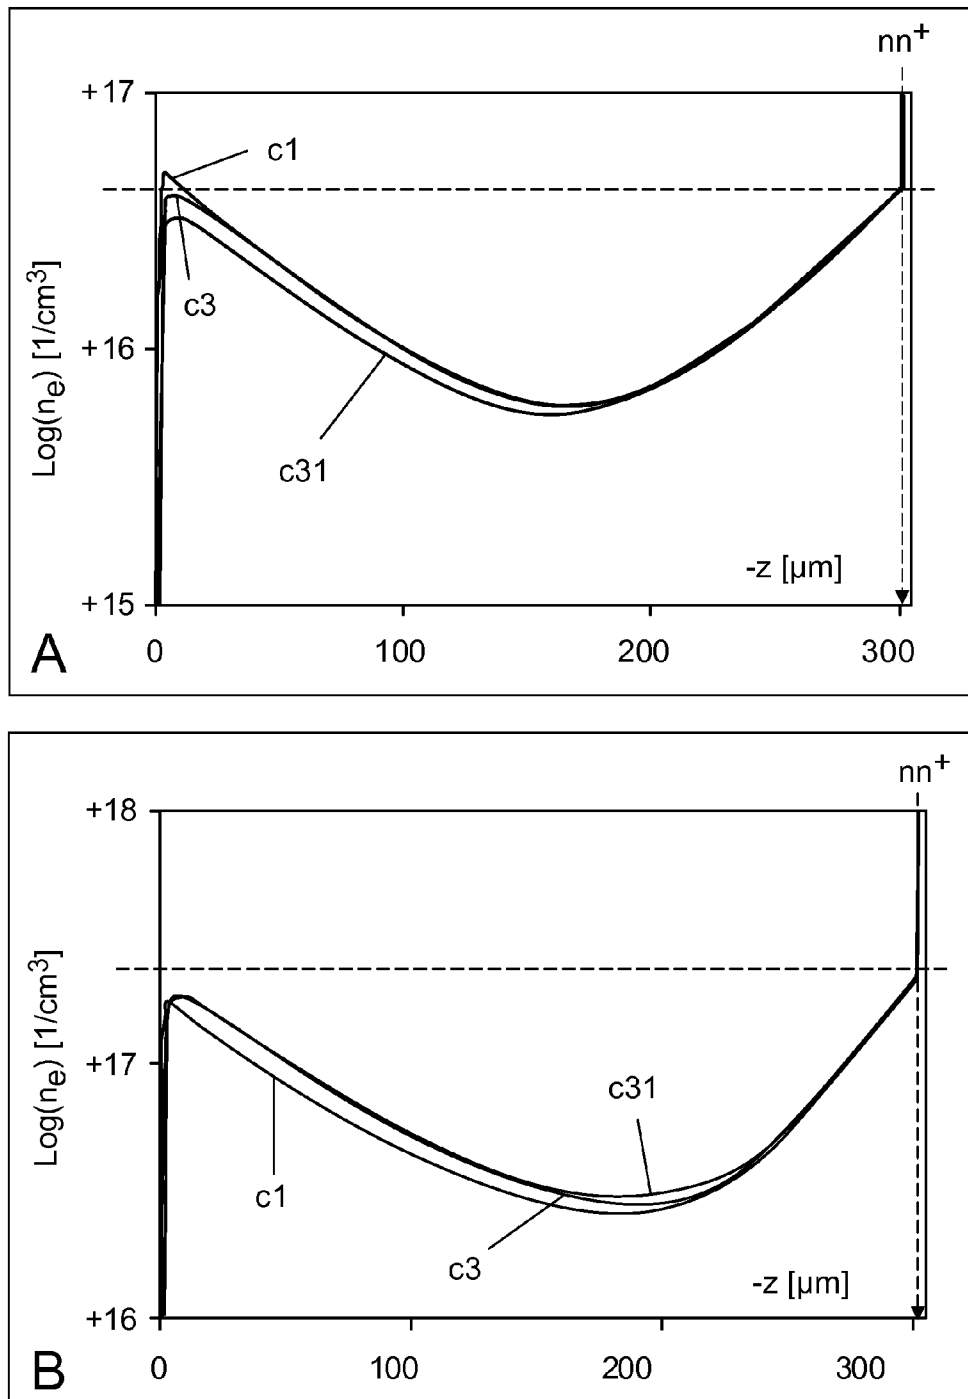 nn+
+17
c1
c3
Log(ne) [1/cm3]
+16
c31
-z [µm]
+15
A
0 100 200 300
nn+
+18
Log(ne) [1/cm3]
+17
c31
c1
c3
-z [µm]
+16
B
0 100 200 300